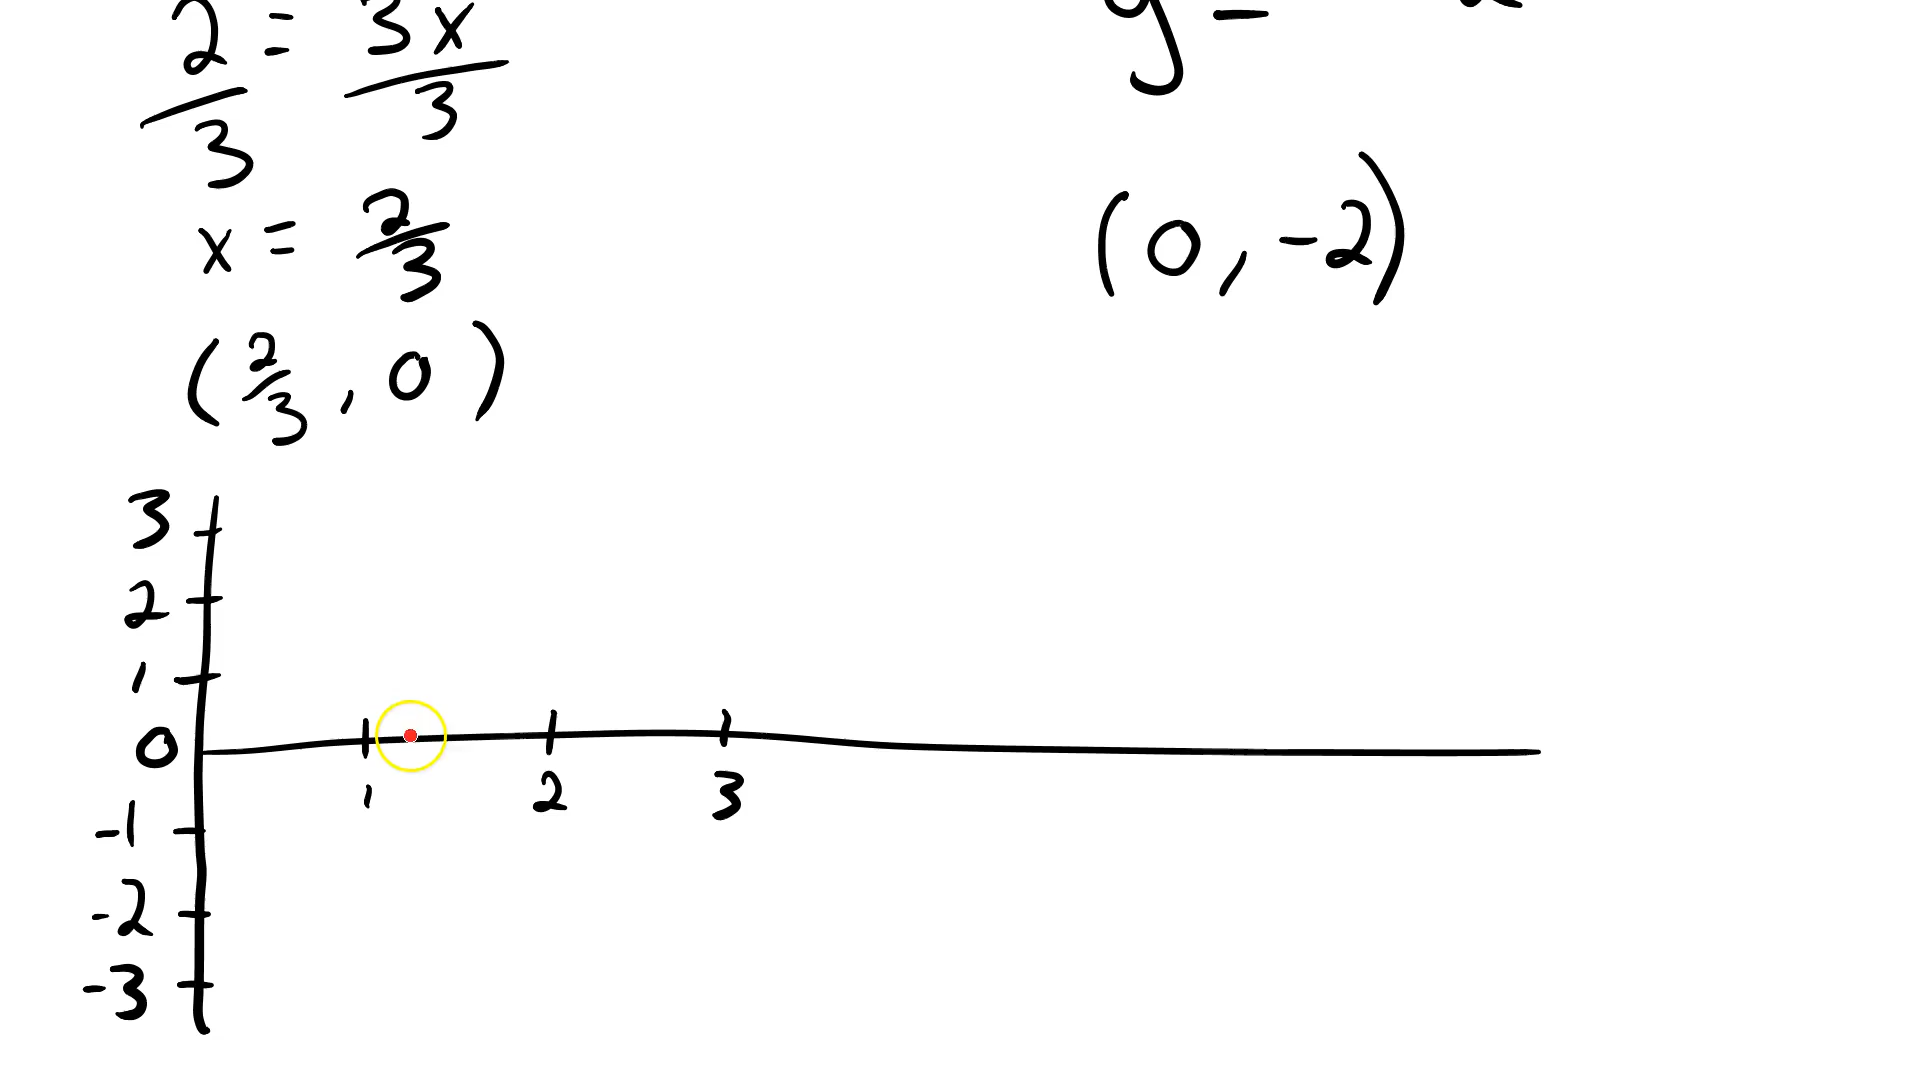 2/3 = 3x/3
x = 2/3
(2/3, 0)
y = -2
(0, -2)
3
2
1
0
-1
-2
-3
1 2 3